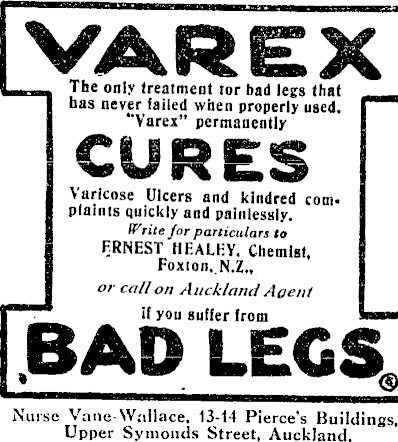 VAREX
The only treatment for bad legs that
has never failed when properly used.
"Varex" permanently
CURES
Varicose Ulcers and kindred com-
plaints quickly and painlessly.
Write for particulars to
ERNEST HEALEY, Chemist,
Foxton, N.Z.,
or call on Auckland Agent
if you suffer from
BAD LEGS
Nurse Vane-Wallace, 13-14 Pierce's Buildings,
Upper Symonds Street, Auckland.